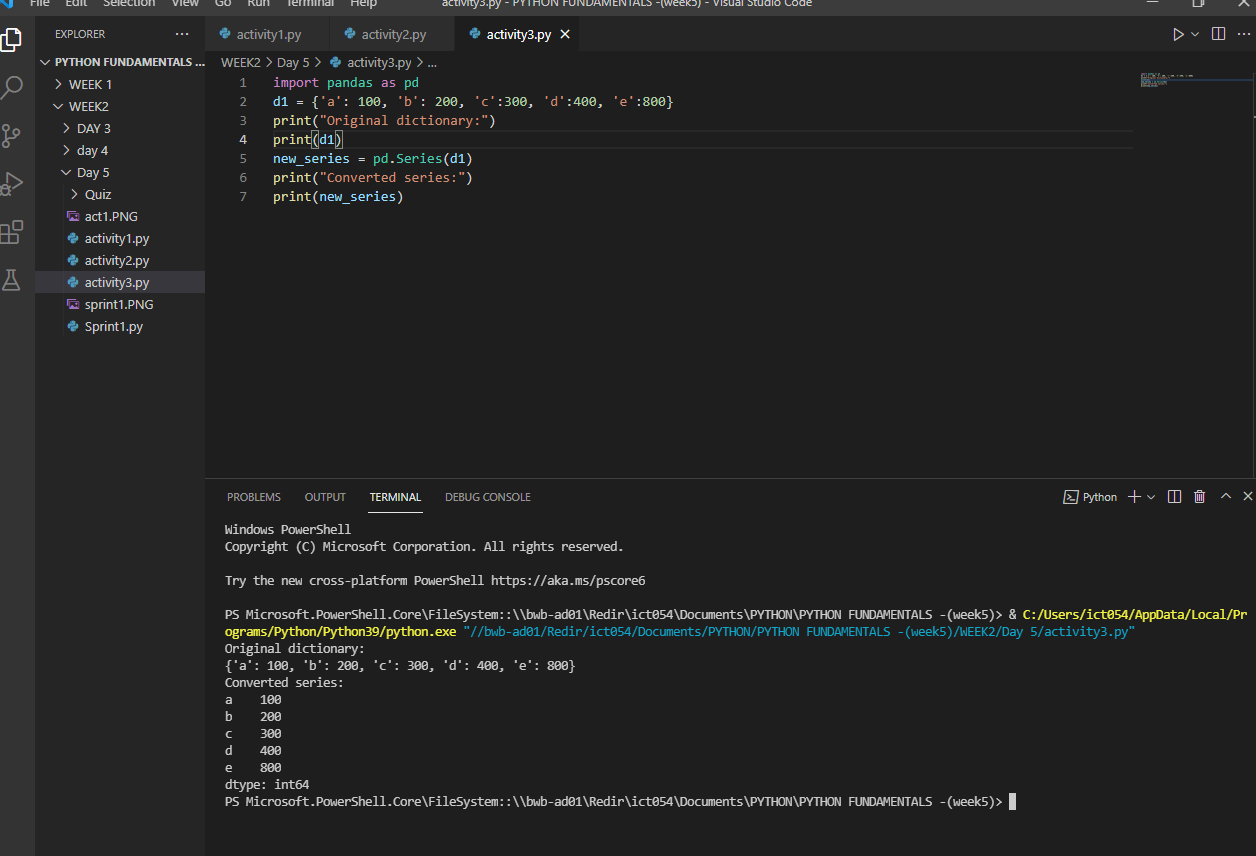 File Edit Selection View Go Run Terminal Help activity3.py - PYTHON FUNDAMENTALS -(week5) - Visual Studio Code
EXPLORER ...
activity1.py activity2.py activity3.py
PYTHON FUNDAMENTALS ...
WEEK 1
WEEK2
DAY 3
day 4
Day 5
Quiz
act1.PNG
activity1.py
activity2.py
activity3.py
sprint1.PNG
Sprint1.py
WEEK2 > Day 5 > activity3.py > ...
1 import pandas as pd
2 d1 = {'a': 100, 'b': 200, 'c':300, 'd':400, 'e':800}
3 print("Original dictionary:")
4 print(d1)
5 new_series = pd.Series(d1)
6 print("Converted series:")
7 print(new_series)
PROBLEMS OUTPUT TERMINAL DEBUG CONSOLE Python
Windows PowerShell
Copyright (C) Microsoft Corporation. All rights reserved.
Try the new cross-platform PowerShell https://aka.ms/pscore6
PS Microsoft.PowerShell.Core\FileSystem::\\bwb-ad01\Redir\ict054\Documents\PYTHON\PYTHON FUNDAMENTALS -(week5)> & C:/Users/ict054/AppData/Local/Pr
ograms/Python/Python39/python.exe "//bwb-ad01/Redir/ict054/Documents/PYTHON/PYTHON FUNDAMENTALS -(week5)/WEEK2/Day 5/activity3.py"
Original dictionary:
{'a': 100, 'b': 200, 'c': 300, 'd': 400, 'e': 800}
Converted series:
a    100
b    200
c    300
d    400
e    800
dtype: int64
PS Microsoft.PowerShell.Core\FileSystem::\\bwb-ad01\Redir\ict054\Documents\PYTHON\PYTHON FUNDAMENTALS -(week5)>